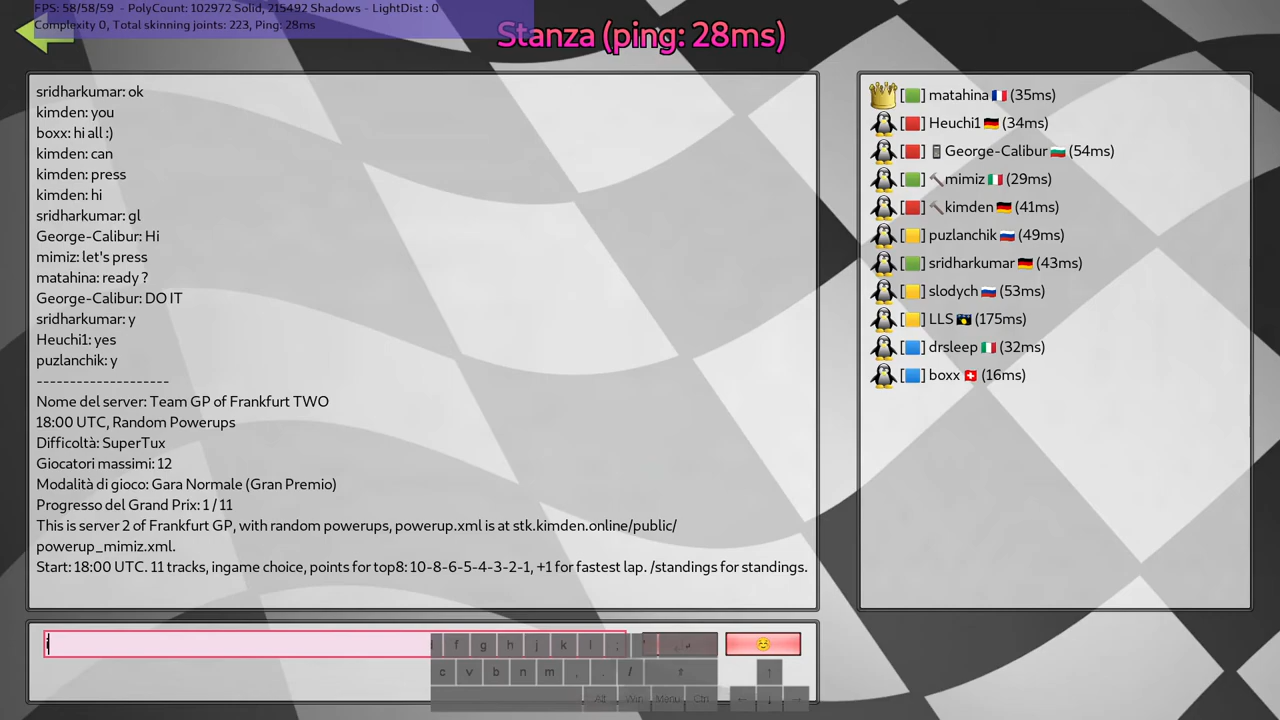 FPS: 58/58/59 - PolyCount: 102972 Solid, 215492 Shadows - LightDist : 0
Complexity 0, Total skinning joints: 223, Ping: 28ms
Stanza (ping: 28ms)
sridharkumar: ok
kimden: you
boxx: hi all :)
kimden: can
kimden: press
kimden: hi
sridharkumar: gl
George-Calibur: Hi
mimiz: let's press
matahina: ready ?
George-Calibur: DO IT
sridharkumar: y
Heuchi1: yes
puzlanchik: y
--------------------
Nome del server: Team GP of Frankfurt TWO
18:00 UTC, Random Powerups
Difficoltà: SuperTux
Giocatori massimi: 12
Modalità di gioco: Gara Normale (Gran Premio)
Progresso del Grand Prix: 1 / 11
This is server 2 of Frankfurt GP, with random powerups, powerup.xml is at stk.kimden.online/public/
powerup_mimiz.xml.
Start: 18:00 UTC. 11 tracks, ingame choice, points for top8: 10-8-6-5-4-3-2-1, +1 for fastest lap. /standings for standings.
[🟩] matahina 🇫🇷 (35ms)
[🟥] Heuchi1 🇩🇪 (34ms)
[🟥] 📱George-Calibur 🇧🇬 (54ms)
[🟩] 🔨mimiz 🇮🇹 (29ms)
[🟥] 🔨kimden 🇩🇪 (41ms)
[🟨] puzlanchik 🇷🇺 (49ms)
[🟩] sridharkumar 🇩🇪 (43ms)
[🟨] slodych 🇷🇺 (53ms)
[🟨] LLS 🇬🇵 (175ms)
[🟦] drsleep 🇮🇹 (32ms)
[🟦] boxx 🇨🇭 (16ms)
f g h j k l ;
c v b n m , . /
Alt Win Menu Ctrl